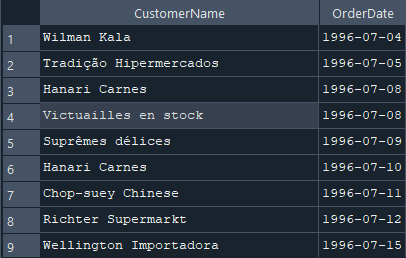 CustomerName OrderDate
1 Wilman Kala 1996-07-04
2 Tradição Hipermercados 1996-07-05
3 Hanari Carnes 1996-07-08
4 Victuailles en stock 1996-07-08
5 Suprêmes délices 1996-07-09
6 Hanari Carnes 1996-07-10
7 Chop-suey Chinese 1996-07-11
8 Richter Supermarkt 1996-07-12
9 Wellington Importadora 1996-07-15